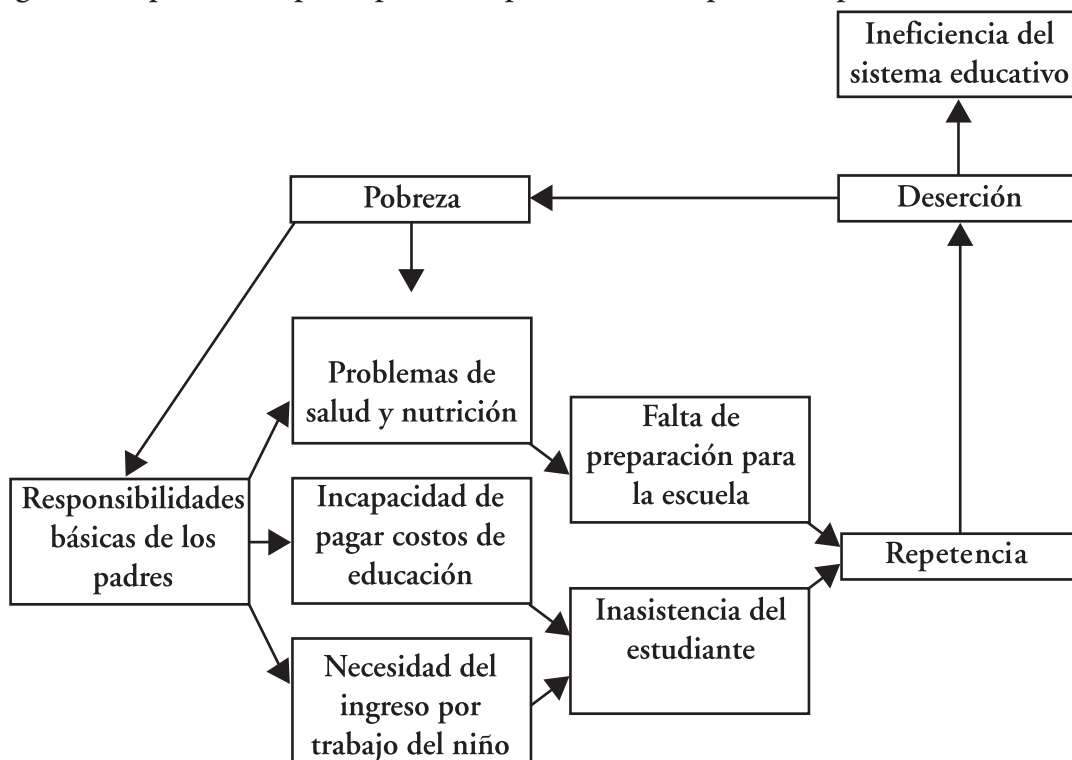 Ineficiencia del
sistema educativo
Pobreza
Deserción
Problemas de
salud y nutrición
Falta de
preparación para
la escuela
Responsibilidades
básicas de los
padres
Incapacidad de
pagar costos de
educación
Repetencia
Inasistencia del
estudiante
Necesidad del
ingreso por
trabajo del niño